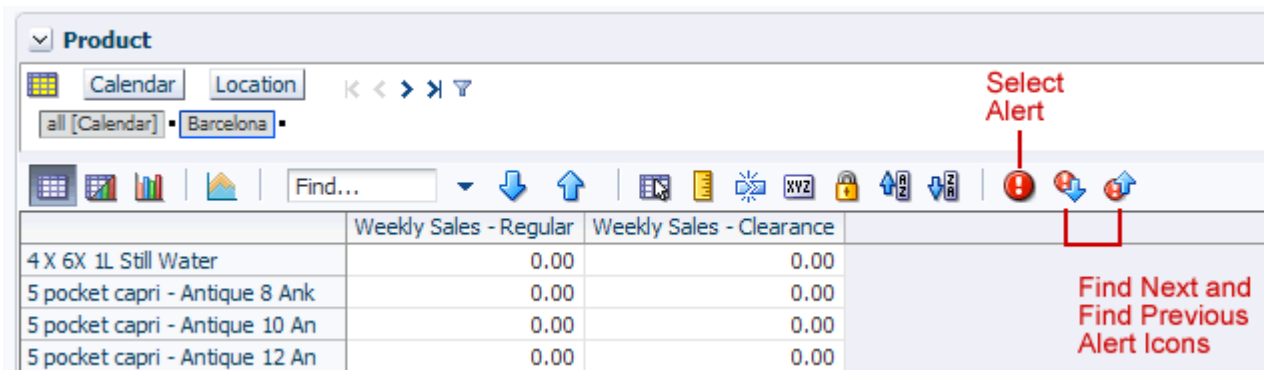 Product
Calendar Location
Select
Alert
all [Calendar] Barcelona
Find...
XYZ
A
Z
Z
A
Weekly Sales - Regular Weekly Sales - Clearance
4 X 6X 1L Still Water 0.00 0.00
5 pocket capri - Antique 8 Ank 0.00 0.00
5 pocket capri - Antique 10 An 0.00 0.00
5 pocket capri - Antique 12 An 0.00 0.00
Find Next and
Find Previous
Alert Icons